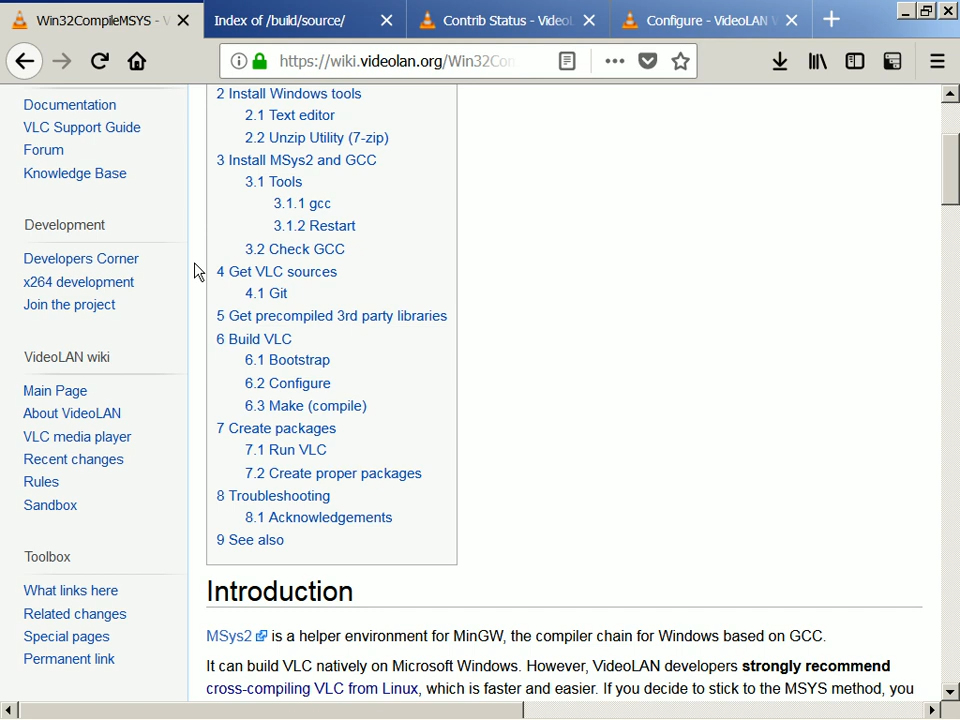 Win32CompileMSYS - V
Index of /build/source/
Contrib Status - VideoL
Configure - VideoLAN W
https://wiki.videolan.org/Win32Co
Documentation
VLC Support Guide
Forum
Knowledge Base
Development
Developers Corner
x264 development
Join the project
VideoLAN wiki
Main Page
About VideoLAN
VLC media player
Recent changes
Rules
Sandbox
Toolbox
What links here
Related changes
Special pages
Permanent link
2 Install Windows tools
2.1 Text editor
2.2 Unzip Utility (7-zip)
3 Install MSys2 and GCC
3.1 Tools
3.1.1 gcc
3.1.2 Restart
3.2 Check GCC
4 Get VLC sources
4.1 Git
5 Get precompiled 3rd party libraries
6 Build VLC
6.1 Bootstrap
6.2 Configure
6.3 Make (compile)
7 Create packages
7.1 Run VLC
7.2 Create proper packages
8 Troubleshooting
8.1 Acknowledgements
9 See also
Introduction
MSys2 is a helper environment for MinGW, the compiler chain for Windows based on GCC.
It can build VLC natively on Microsoft Windows. However, VideoLAN developers strongly recommend
cross-compiling VLC from Linux, which is faster and easier. If you decide to stick to the MSYS method, you